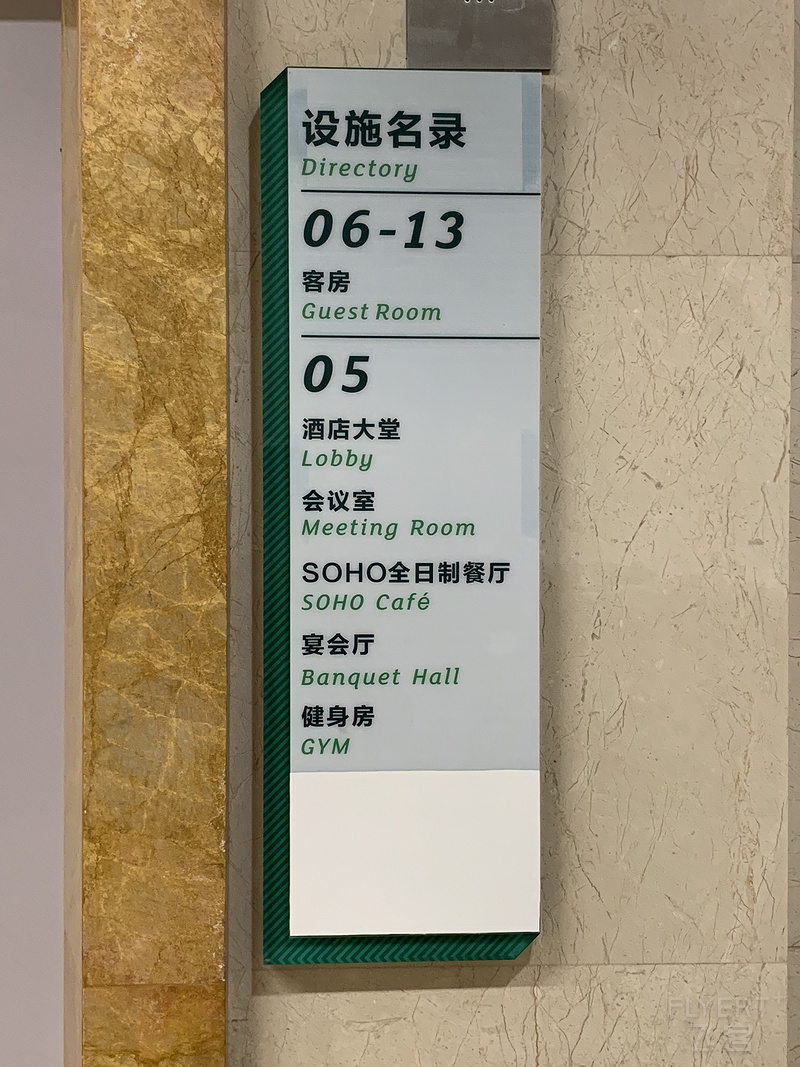 设施名录
Directory
06-13
客房
Guest Room
05
酒店大堂
Lobby
会议室
Meeting Room
SOHO全日制餐厅
SOHO Café
宴会厅
Banquet Hall
健身房
GYM
FLYERT